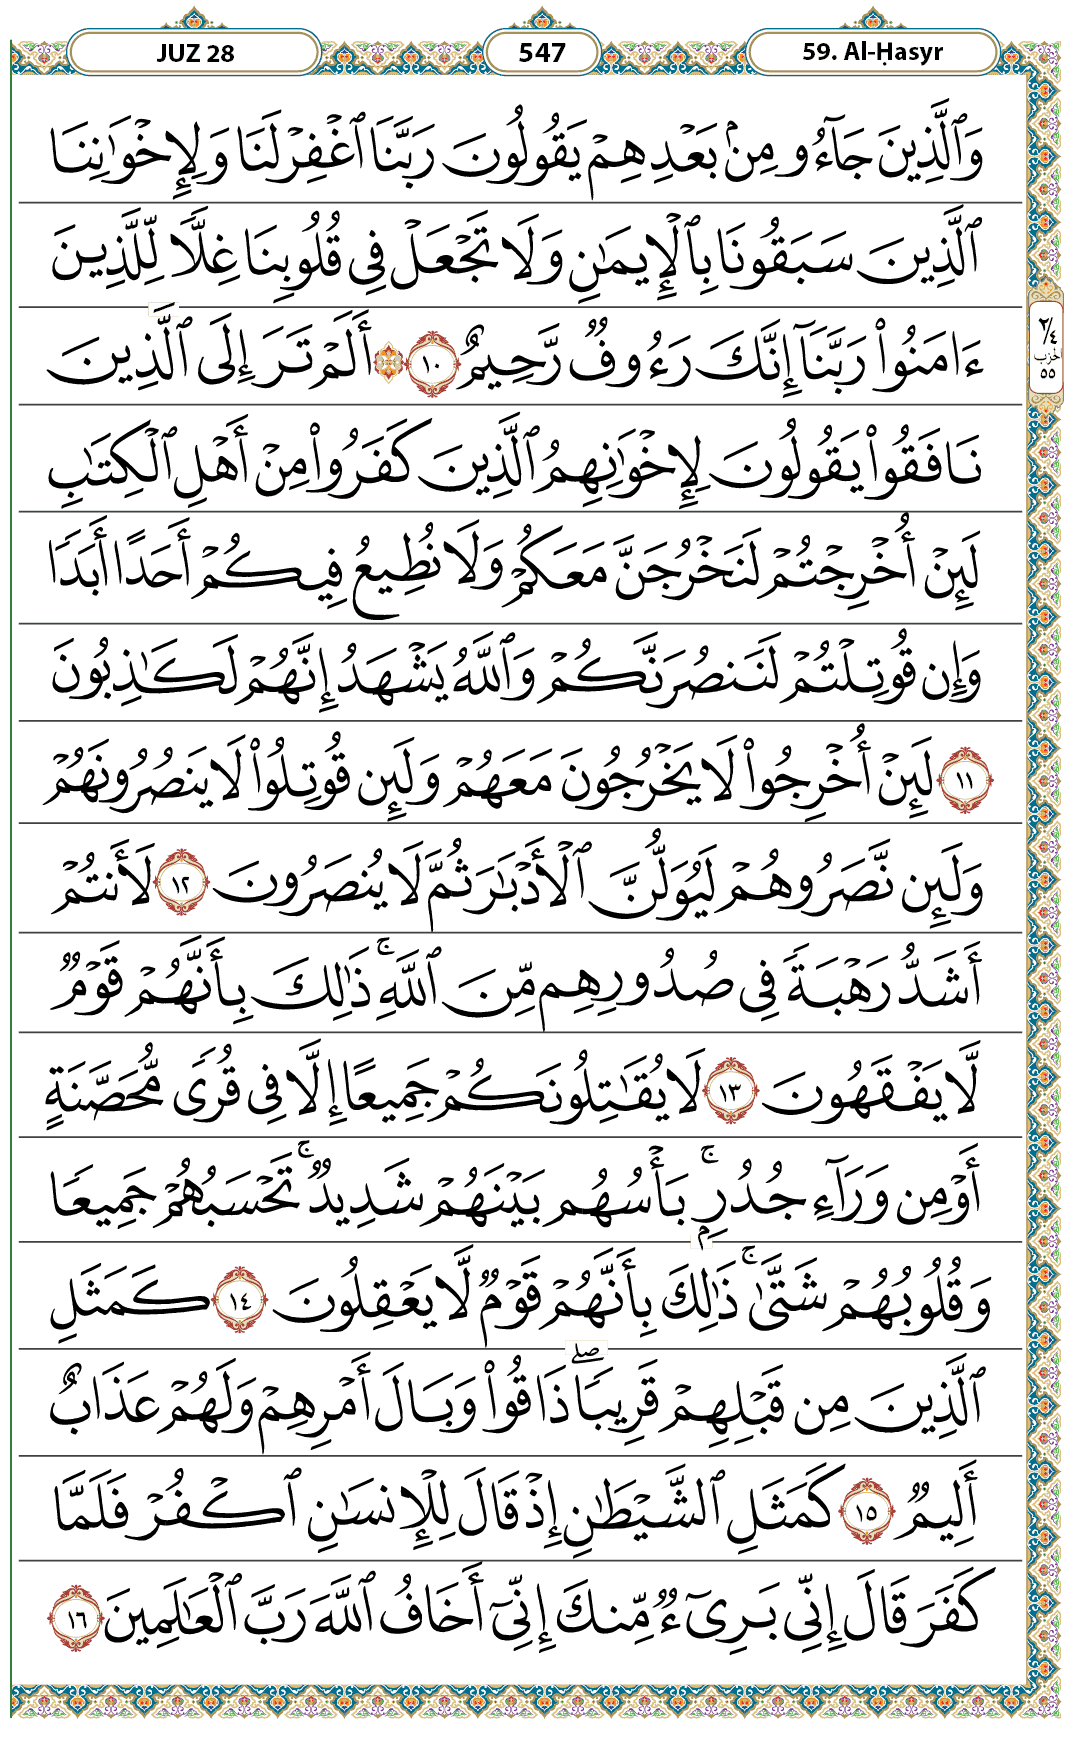 JUZ 28
547
59. Al-Ḥasyr
وَٱلَّذِينَ جَآءُو مِنۢ بَعْدِهِمْ يَقُولُونَ رَبَّنَا ٱغْفِرْ لَنَا وَلِإِخْوَٰنِنَا
ٱلَّذِينَ سَبَقُونَا بِٱلْإِيمَٰنِ وَلَا تَجْعَلْ فِى قُلُوبِنَا غِلًّا لِّلَّذِينَ
ءَامَنُوا۟ رَبَّنَآ إِنَّكَ رَءُوفٌ رَّحِيمٌ ١٠ ۞ أَلَمْ تَرَ إِلَى ٱلَّذِينَ
٢/٤
حزب
٥٥
نَافَقُوا۟ يَقُولُونَ لِإِخْوَٰنِهِمُ ٱلَّذِينَ كَفَرُوا۟ مِنْ أَهْلِ ٱلْكِتَٰبِ
لَئِنْ أُخْرِجْتُمْ لَنَخْرُجَنَّ مَعَكُمْ وَلَا نُطِيعُ فِيكُمْ أَحَدًا أَبَدًا
وَإِن قُوتِلْتُمْ لَنَنصُرَنَّكُمْ وَٱللَّهُ يَشْهَدُ إِنَّهُمْ لَكَٰذِبُونَ
١١ لَئِنْ أُخْرِجُوا۟ لَا يَخْرُجُونَ مَعَهُمْ وَلَئِن قُوتِلُوا۟ لَا يَنصُرُونَهُمْ
وَلَئِن نَّصَرُوهُمْ لَيُوَلُّنَّ ٱلْأَدْبَٰرَ ثُمَّ لَا يُنصَرُونَ ١٢ لَأَنتُمْ
أَشَدُّ رَهْبَةً فِى صُدُورِهِم مِّنَ ٱللَّهِ ۚ ذَٰلِكَ بِأَنَّهُمْ قَوْمٌ
لَّا يَفْقَهُونَ ١٣ لَا يُقَٰتِلُونَكُمْ جَمِيعًا إِلَّا فِى قُرًى مُّحَصَّنَةٍ
أَوْ مِن وَرَآءِ جُدُرٍۭ ۚ بَأْسُهُم بَيْنَهُمْ شَدِيدٌ ۚ تَحْسَبُهُمْ جَمِيعًا
وَقُلُوبُهُمْ شَتَّىٰ ۚ ذَٰلِكَ بِأَنَّهُمْ قَوْمٌ لَّا يَعْقِلُونَ ١٤ كَمَثَلِ
ٱلَّذِينَ مِن قَبْلِهِمْ قَرِيبًا ۖ ذَاقُوا۟ وَبَالَ أَمْرِهِمْ وَلَهُمْ عَذَابٌ
أَلِيمٌ ١٥ كَمَثَلِ ٱلشَّيْطَٰنِ إِذْ قَالَ لِلْإِنسَٰنِ ٱكْفُرْ فَلَمَّا
كَفَرَ قَالَ إِنِّى بَرِىٓءٌ مِّنكَ إِنِّىٓ أَخَافُ ٱللَّهَ رَبَّ ٱلْعَٰلَمِينَ ١٦